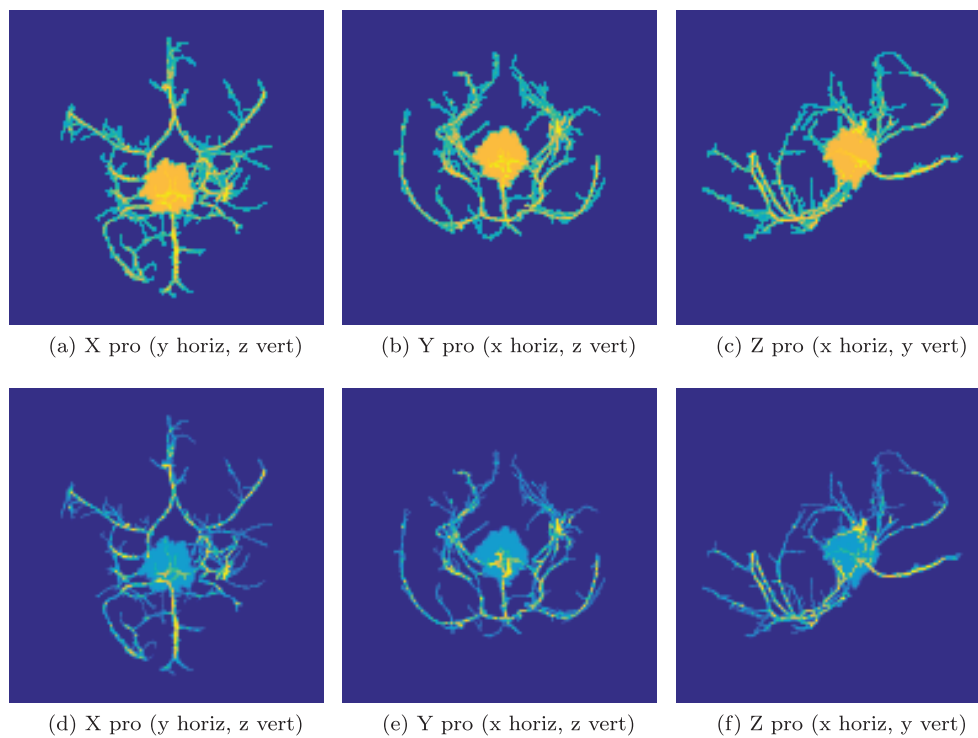 (a) X pro (y horiz, z vert)
(b) Y pro (x horiz, z vert)
(c) Z pro (x horiz, y vert)
(d) X pro (y horiz, z vert)
(e) Y pro (x horiz, z vert)
(f) Z pro (x horiz, y vert)